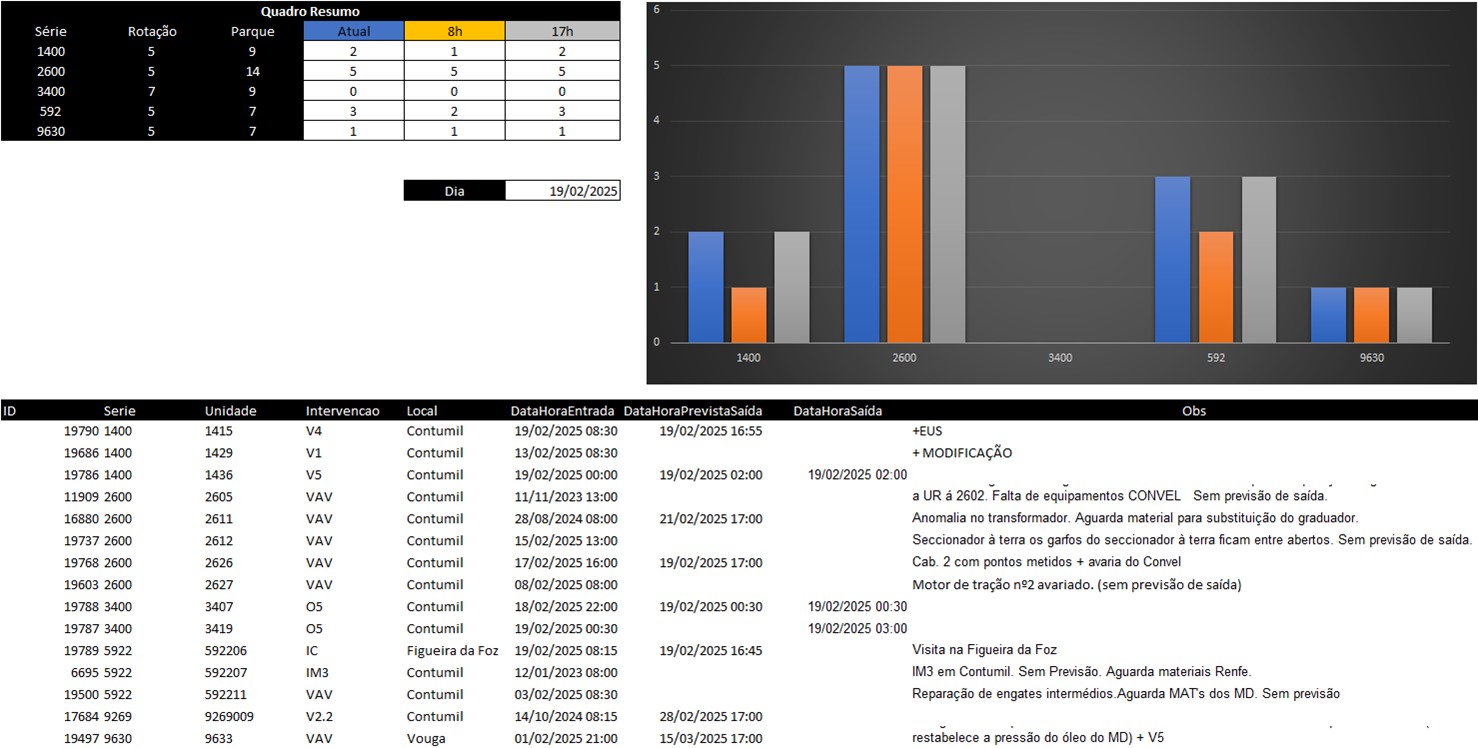 Quadro Resumo
Série Rotação Parque Atual 8h 17h
1400 5 9 2 1 2
2600 5 14 5 5 5
3400 7 9 0 0 0
592 5 7 3 2 3
9630 5 7 1 1 1
Dia 19/02/2025
6
5
4
3
2
1
0
1400 2600 3400 592 9630
ID Serie Unidade Intervencao Local DataHoraEntrada DataHoraPrevistaSaída DataHoraSaída Obs
19790 1400 1415 V4 Contumil 19/02/2025 08:30 19/02/2025 16:55 +EUS
19686 1400 1429 V1 Contumil 13/02/2025 08:30 + MODIFICAÇÃO
19786 1400 1436 V5 Contumil 19/02/2025 00:00 19/02/2025 02:00 19/02/2025 02:00
11909 2600 2605 VAV Contumil 11/11/2023 13:00 a UR á 2602. Falta de equipamentos CONVEL Sem previsão de saída.
16880 2600 2611 VAV Contumil 28/08/2024 08:00 21/02/2025 17:00 Anomalia no transformador. Aguarda material para substituição do graduador.
19737 2600 2612 VAV Contumil 15/02/2025 13:00 Seccionador à terra os garfos do seccionador à terra ficam entre abertos. Sem previsão de saída.
19768 2600 2626 VAV Contumil 17/02/2025 16:00 19/02/2025 17:00 Cab. 2 com pontos metidos + avaria do Convel
19603 2600 2627 VAV Contumil 08/02/2025 08:00 Motor de tração nº2 avariado. (sem previsão de saída)
19788 3400 3407 O5 Contumil 18/02/2025 22:00 19/02/2025 00:30 19/02/2025 00:30
19787 3400 3419 O5 Contumil 19/02/2025 00:30 19/02/2025 03:00
19789 5922 592206 IC Figueira da Foz 19/02/2025 08:15 19/02/2025 16:45 Visita na Figueira da Foz
6695 5922 592207 IM3 Contumil 12/01/2023 08:00 IM3 em Contumil. Sem Previsão. Aguarda materiais Renfe.
19500 5922 592211 VAV Contumil 03/02/2025 08:30 Reparação de engates intermédios.Aguarda MAT's dos MD. Sem previsão
17684 9269 9269009 V2.2 Contumil 14/10/2024 08:15 28/02/2025 17:00
19497 9630 9633 VAV Vouga 01/02/2025 21:00 15/03/2025 17:00 restabelece a pressão do óleo do MD) + V5